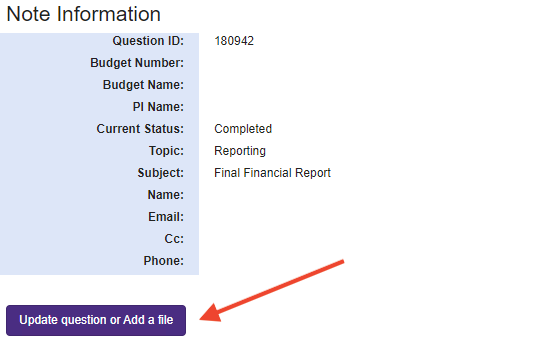 Note Information
Question ID: 180942
Budget Number:
Budget Name:
PI Name:
Current Status: Completed
Topic: Reporting
Subject: Final Financial Report
Name:
Email:
Cc:
Phone:
Update question or Add a file